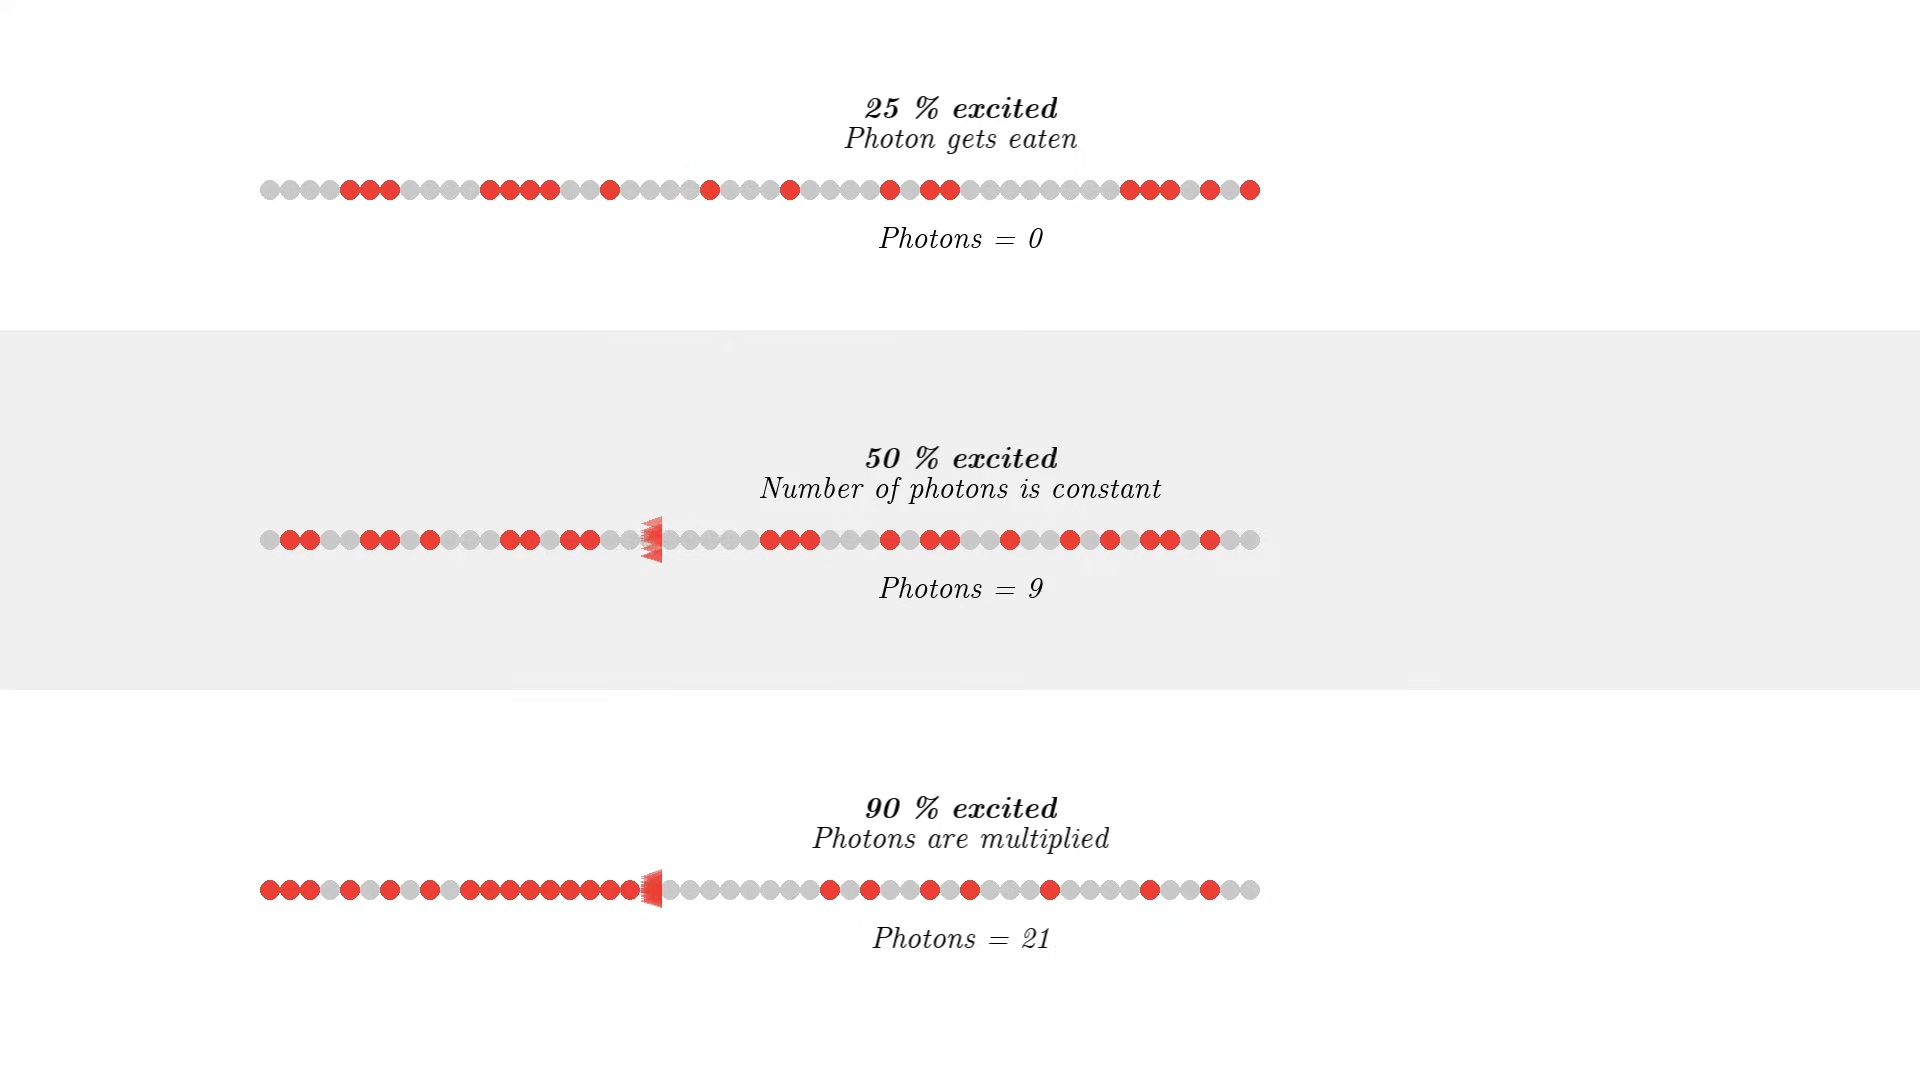 25 % excited
Photon gets eaten
Photons = 0
50 % excited
Number of photons is constant
Photons = 9
90 % excited
Photons are multiplied
Photons = 21